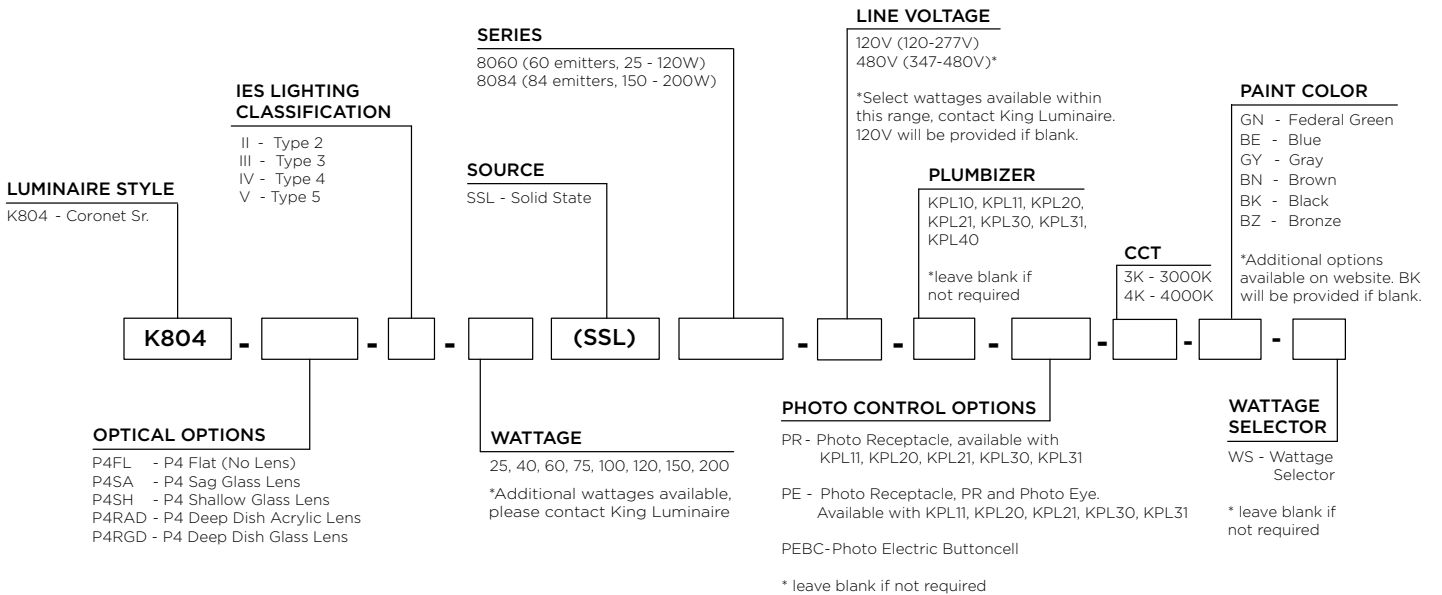 LUMINAIRE STYLE
K804 - Coronet Sr.
IES LIGHTING
CLASSIFICATION
II - Type 2
III - Type 3
IV - Type 4
V - Type 5
SERIES
8060 (60 emitters, 25 - 120W)
8084 (84 emitters, 150 - 200W)
SOURCE
SSL - Solid State
LINE VOLTAGE
120V (120-277V)
480V (347-480V)*
*Select wattages available within
this range, contact King Luminaire.
120V will be provided if blank.
PLUMBIZER
KPL10, KPL11, KPL20,
KPL21, KPL30, KPL31,
KPL40
*leave blank if
not required
CCT
3K - 3000K
4K - 4000K
PAINT COLOR
GN - Federal Green
BE - Blue
GY - Gray
BN - Brown
BK - Black
BZ - Bronze
*Additional options
available on website. BK
will be provided if blank.
K804 - - - (SSL) - - - - -
OPTICAL OPTIONS
P4FL - P4 Flat (No Lens)
P4SA - P4 Sag Glass Lens
P4SH - P4 Shallow Glass Lens
P4RAD - P4 Deep Dish Acrylic Lens
P4RGD - P4 Deep Dish Glass Lens
WATTAGE
25, 40, 60, 75, 100, 120, 150, 200
*Additional wattages available,
please contact King Luminaire
PHOTO CONTROL OPTIONS
PR - Photo Receptacle, available with
KPL11, KPL20, KPL21, KPL30, KPL31
PE - Photo Receptacle, PR and Photo Eye.
Available with KPL11, KPL20, KPL21, KPL30, KPL31
PEBC-Photo Electric Buttoncell
* leave blank if not required
WATTAGE
SELECTOR
WS - Wattage
Selector
* leave blank if
not required